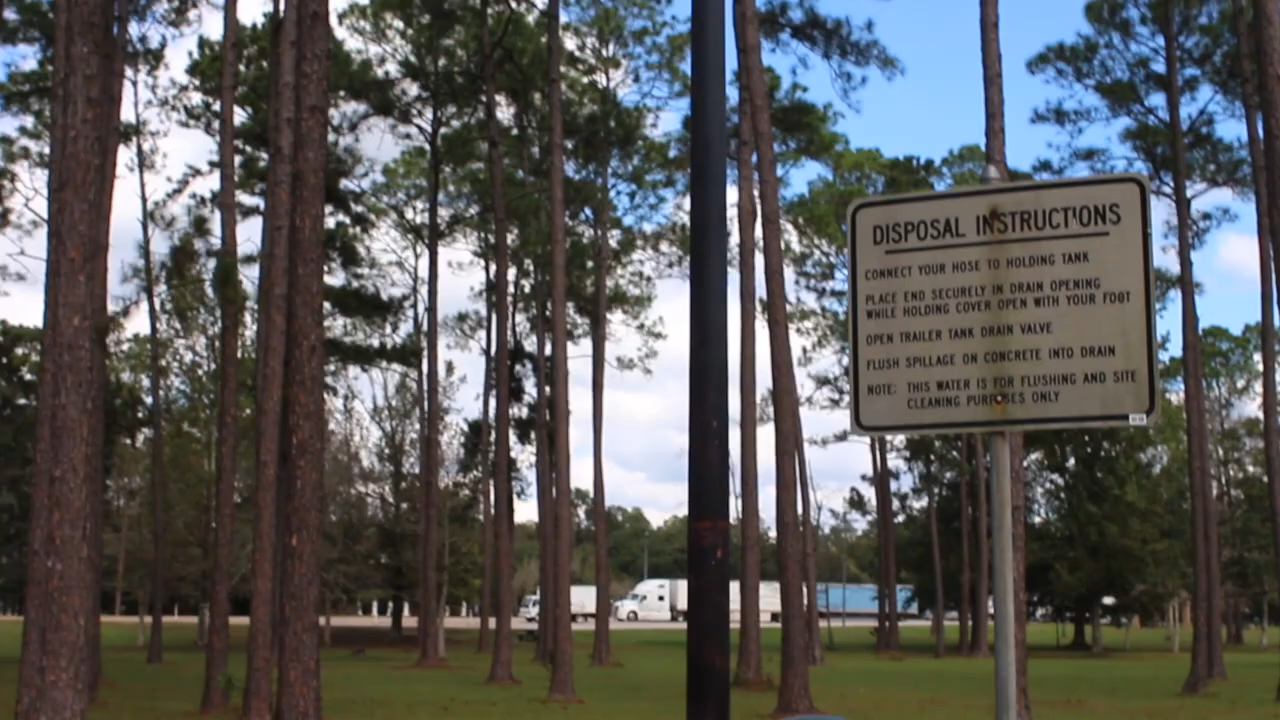 DISPOSAL INSTRUCTIONS
CONNECT YOUR HOSE TO HOLDING TANK
PLACE END SECURELY IN DRAIN OPENING
WHILE HOLDING COVER OPEN WITH YOUR FOOT
OPEN TRAILER TANK DRAIN VALVE
FLUSH SPILLAGE ON CONCRETE INTO DRAIN
NOTE: THIS WATER IS FOR FLUSHING AND SITE
CLEANING PURPOSES ONLY